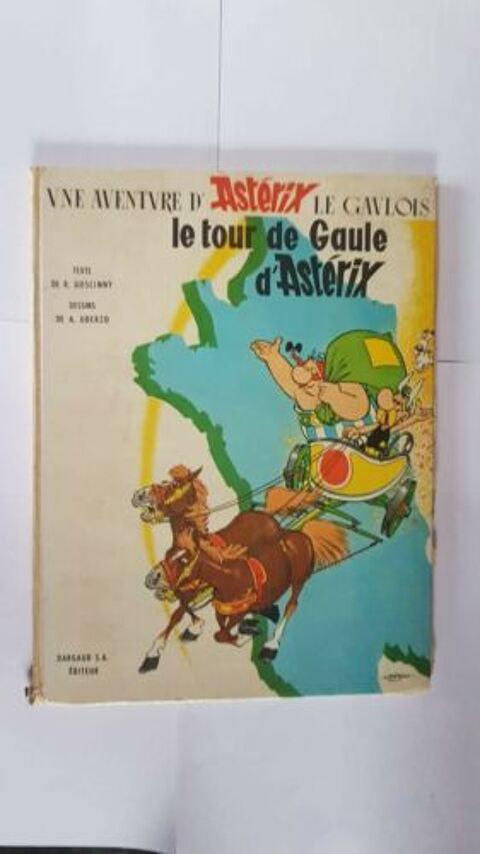 VNE AVENTVRE D'Astérix LE GAVLOIS
le tour de Gaule
d'Astérix
TEXTE
DE R. GOSCINNY
DESSINS
DE A. UDERZO
DARGAUD S.A.
ÉDITEUR